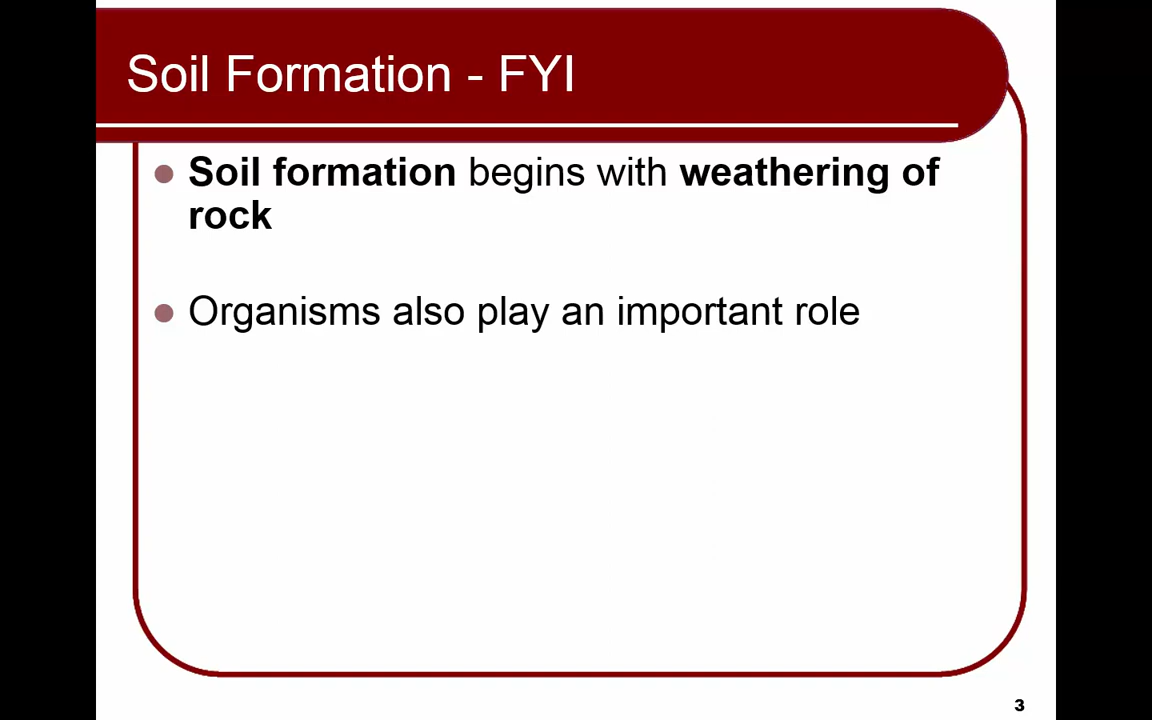 Soil Formation - FYI
Soil formation begins with weathering of
rock
Organisms also play an important role
3